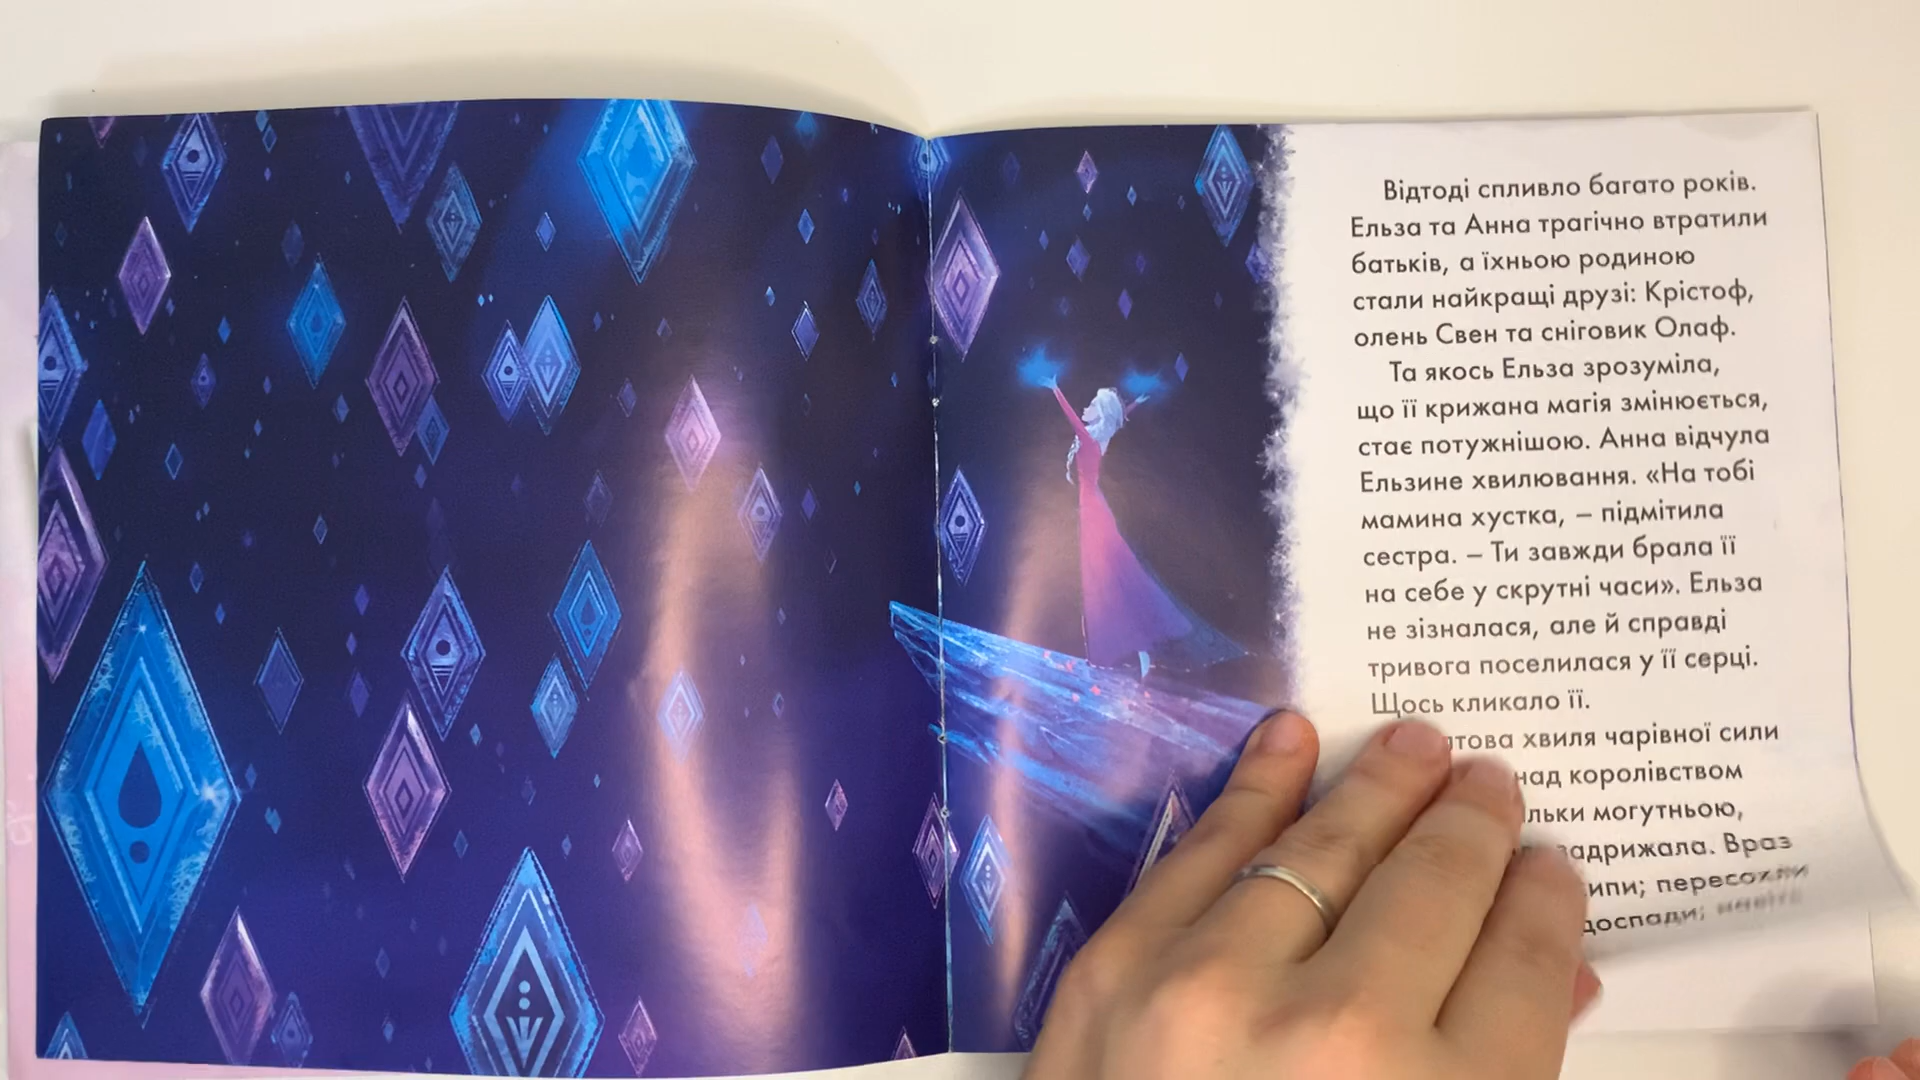 Відтоді спливло багато років.
Ельза та Анна трагічно втратили
батьків, а їхньою родиною
стали найкращі друзі: Крістоф,
олень Свен та сніговик Олаф.
Та якось Ельза зрозуміла,
що її крижана магія змінюється,
стає потужнішою. Анна відчула
Ельзине хвилювання. «На тобі
мамина хустка, – підмітила
сестра. – Ти завжди брала її
на себе у скрутні часи». Ельза
не зізналася, але й справді
тривога поселилася у її серці.
Щось кликало її.
хвиля чарівної сили
над королівством
могутньою,
задрижала. Враз
пересохли